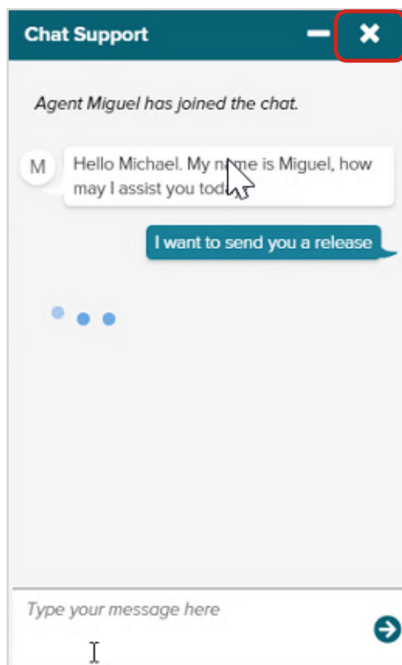 Chat Support
Agent Miguel has joined the chat.
M
Hello Michael. My name is Miguel, how
may I assist you
I want to send you a release
Type your message here